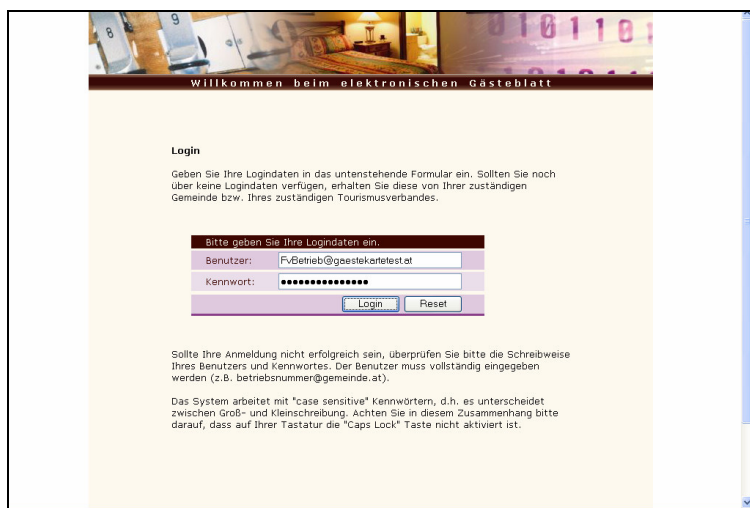 8
9
0101101
Willkommen beim elektronischen Gästeblatt
Login
Geben Sie Ihre Logindaten in das untenstehende Formular ein. Sollten Sie noch
über keine Logindaten verfügen, erhalten Sie diese von Ihrer zuständigen
Gemeinde bzw. Ihres zuständigen Tourismusverbandes.
Bitte geben Sie Ihre Logindaten ein.
Benutzer: FvBetrieb@gaestekartetest.at
Kennwort: ●●●●●●●●●●●●●●●
Login Reset
Sollte Ihre Anmeldung nicht erfolgreich sein, überprüfen Sie bitte die Schreibweise
Ihres Benutzers und Kennwortes. Der Benutzer muss vollständig eingegeben
werden (z.B. betriebsnummer@gemeinde.at).
Das System arbeitet mit "case sensitive" Kennwörtern, d.h. es unterscheidet
zwischen Groß- und Kleinschreibung. Achten Sie in diesem Zusammenhang bitte
darauf, dass auf Ihrer Tastatur die "Caps Lock" Taste nicht aktiviert ist.